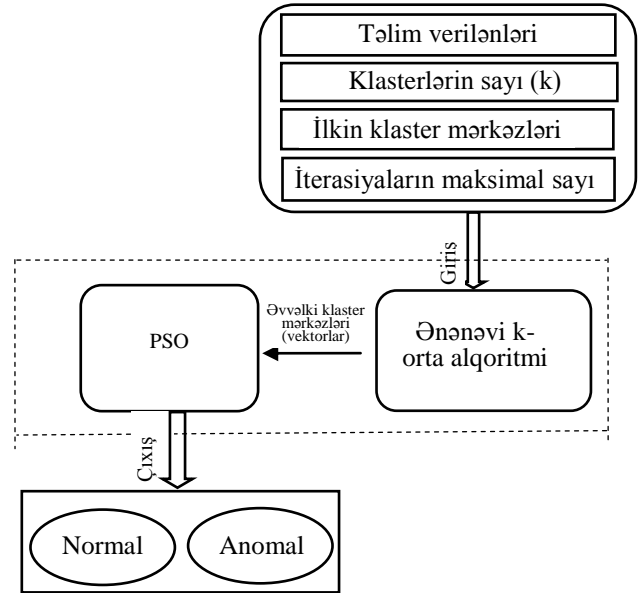 Təlim verilənləri
Klasterlərin sayı (k)
İlkin klaster mərkəzləri
İterasiyaların maksimal sayı
Giriş
Ənənəvi k-
orta alqoritmi
Əvvəlki klaster
mərkəzləri
(vektorlar)
PSO
Çıxış
Normal
Anomal